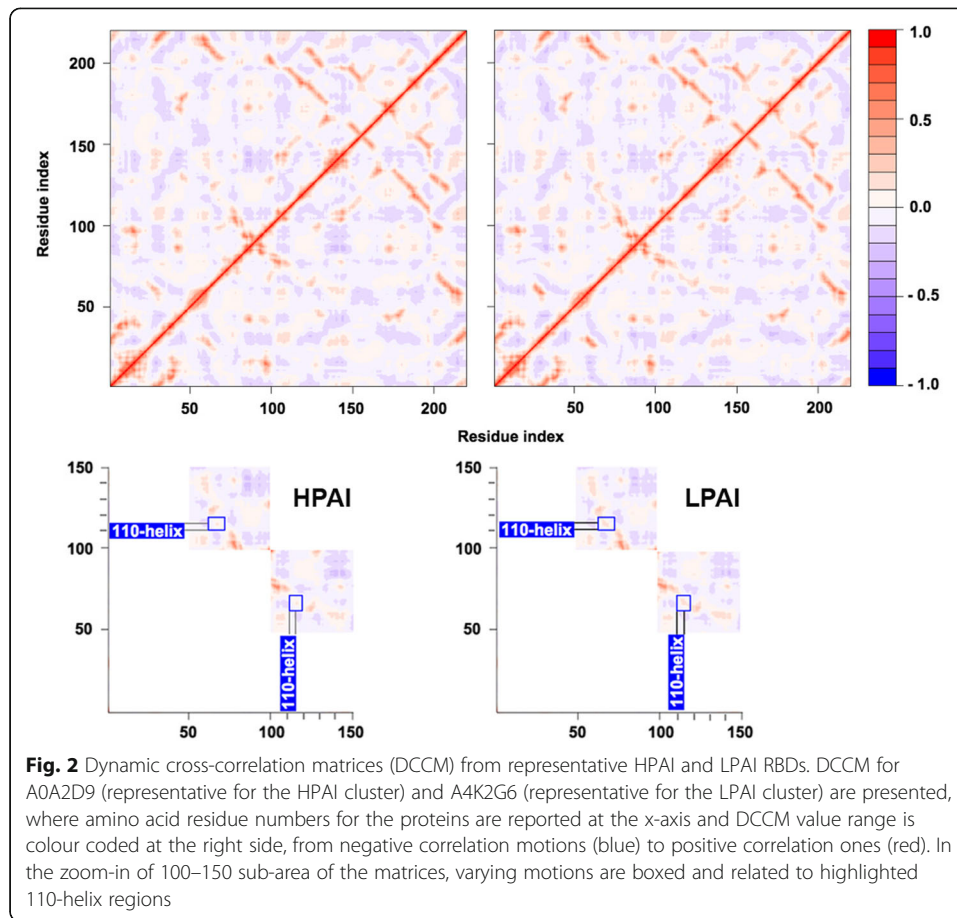 200
150
100
50
Residue index
50
100
150
200
50
100
150
200
Residue index
1.0
0.5
0.0
- 0.5
- 1.0
150
100
50
110-helix
HPAI
110-helix
50
100
150
150
100
50
110-helix
LPAI
110-helix
50
100
150
Fig. 2 Dynamic cross-correlation matrices (DCCM) from representative HPAI and LPAI RBDs. DCCM for
A0A2D9 (representative for the HPAI cluster) and A4K2G6 (representative for the LPAI cluster) are presented,
where amino acid residue numbers for the proteins are reported at the x-axis and DCCM value range is
colour coded at the right side, from negative correlation motions (blue) to positive correlation ones (red). In
the zoom-in of 100–150 sub-area of the matrices, varying motions are boxed and related to highlighted
110-helix regions